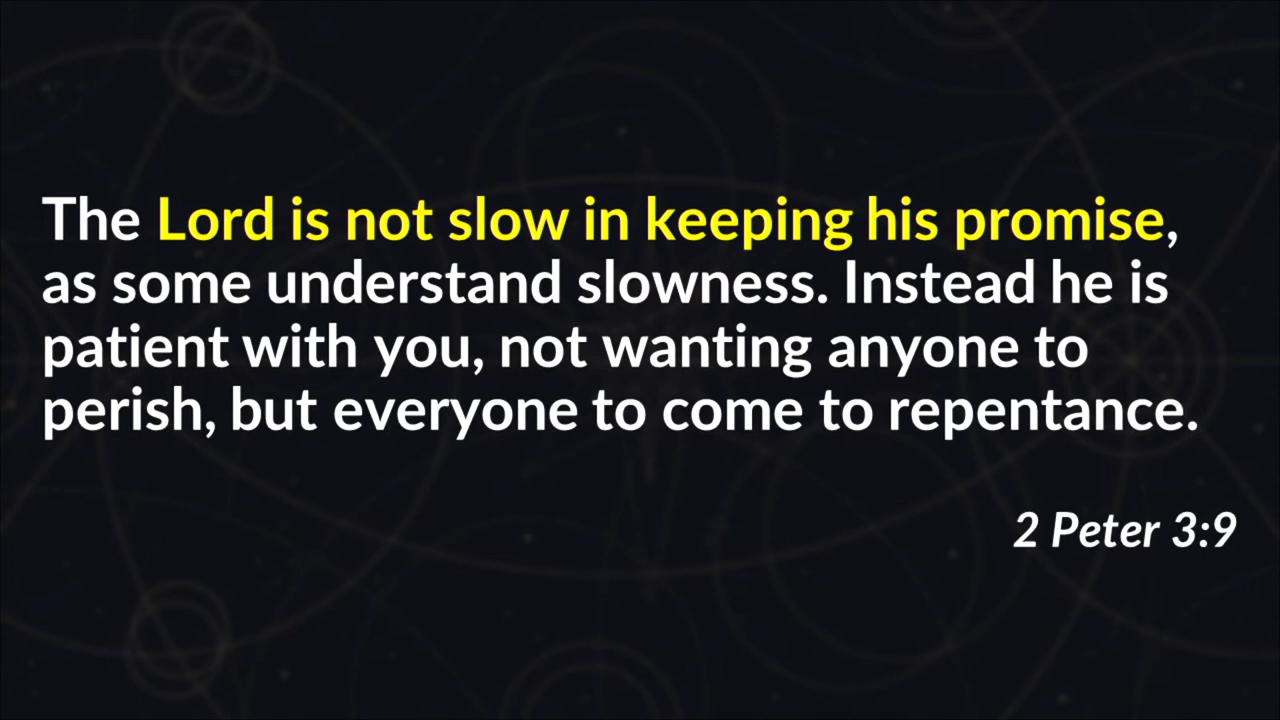 The Lord is not slow in keeping his promise,
as some understand slowness. Instead he is
patient with you, not wanting anyone to
perish, but everyone to come to repentance.
2 Peter 3:9